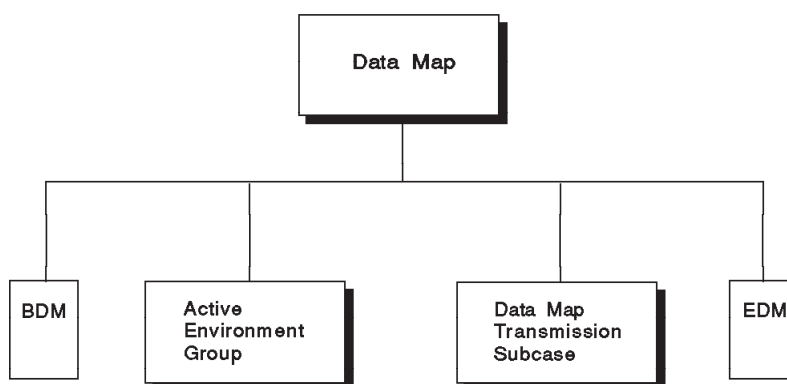 Data Map
BDM
Active
Environment
Group
Data Map
Transmission
Subcase
EDM